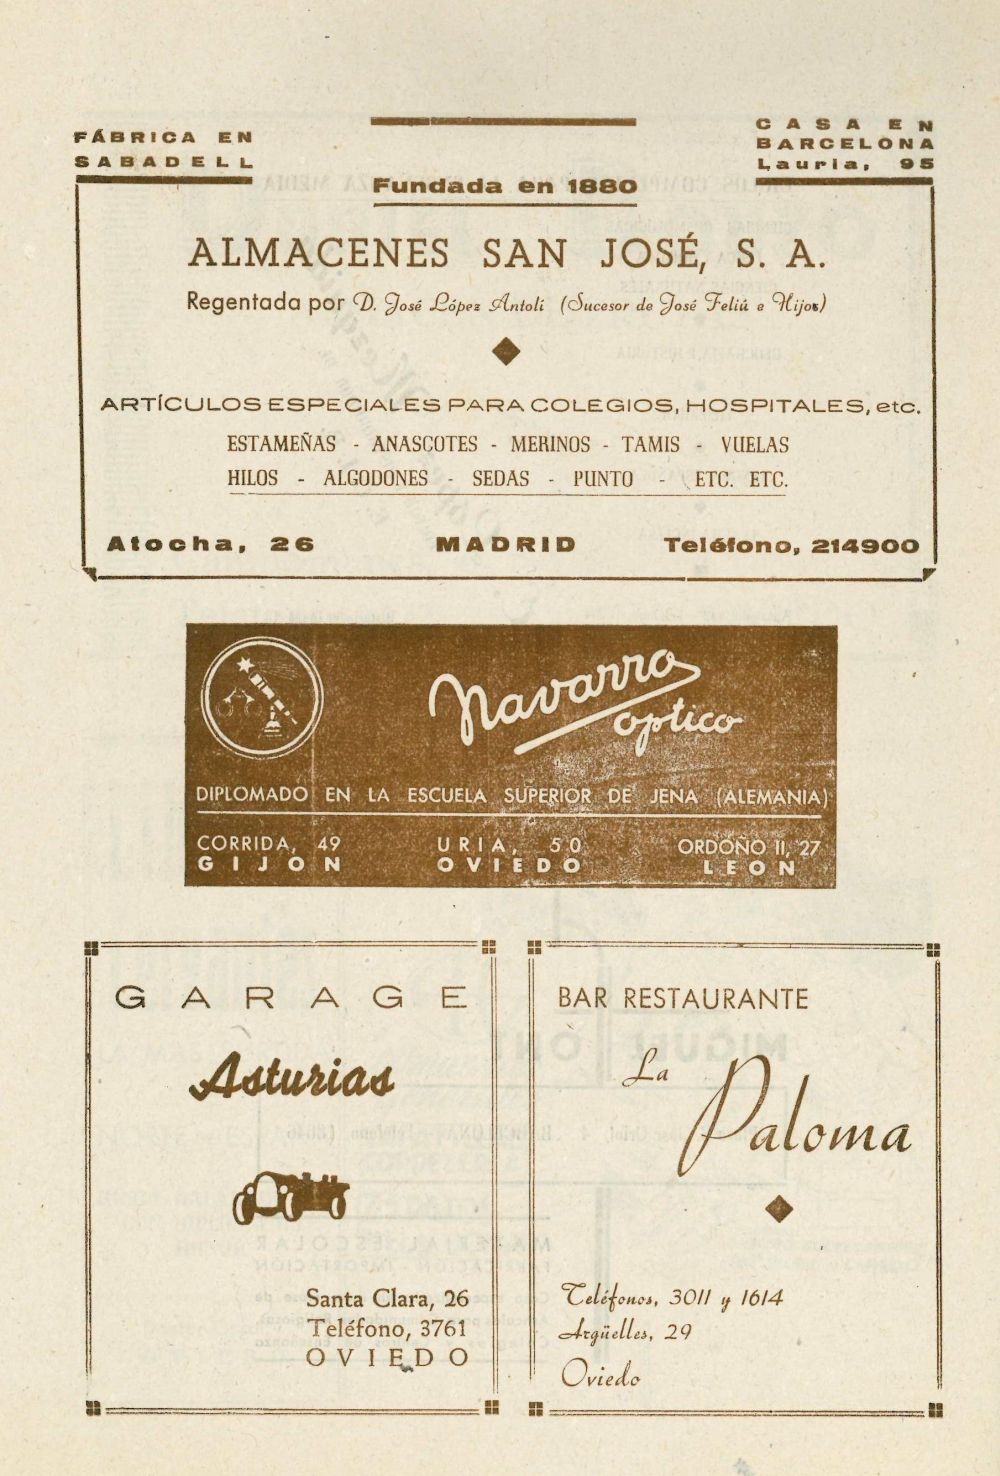 FÁBRICA EN
SABADELL
CASA EN
BARCELONA
Lauria, 95
Fundada en 1880
ALMACENES SAN JOSÉ, S. A.
Regentada por D. José López Antolí (Sucesor de José Feliú e Hijos)
ARTÍCULOS ESPECIALES PARA COLEGIOS, HOSPITALES, etc.
ESTAMEÑAS - ANASCOTES - MERINOS - TAMIS - VUELAS
HILOS - ALGODONES - SEDAS - PUNTO - ETC. ETC.
Atocha, 26 MADRID Teléfono, 214900
Navarro
optico
DIPLOMADO EN LA ESCUELA SUPERIOR DE JENA (ALEMANIA)
CORRIDA, 49
GIJON
URIA, 50
OVIEDO
ORDOÑO II, 27
LEON
GARAGE
Asturias
Santa Clara, 26
Teléfono, 3761
OVIEDO
BAR RESTAURANTE
La
Paloma
Teléfonos, 3011 y 1614
Argüelles, 29
Oviedo